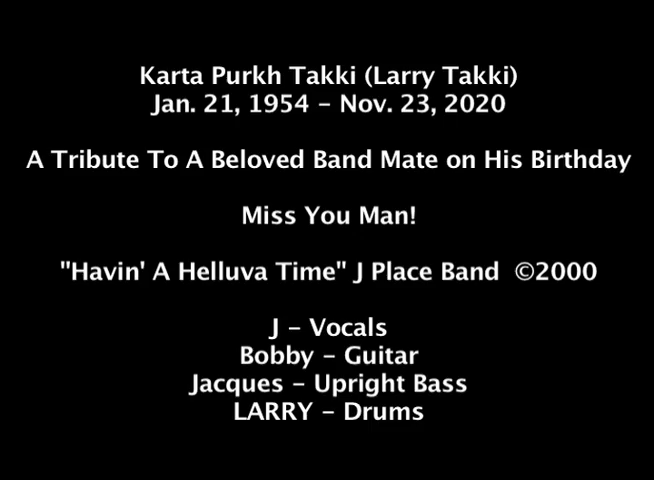 Karta Purkh Takki (Larry Takki)
Jan. 21, 1954 – Nov. 23, 2020
A Tribute To A Beloved Band Mate on His Birthday
Miss You Man!
"Havin' A Helluva Time" J Place Band ©2000
J – Vocals
Bobby – Guitar
Jacques – Upright Bass
LARRY – Drums